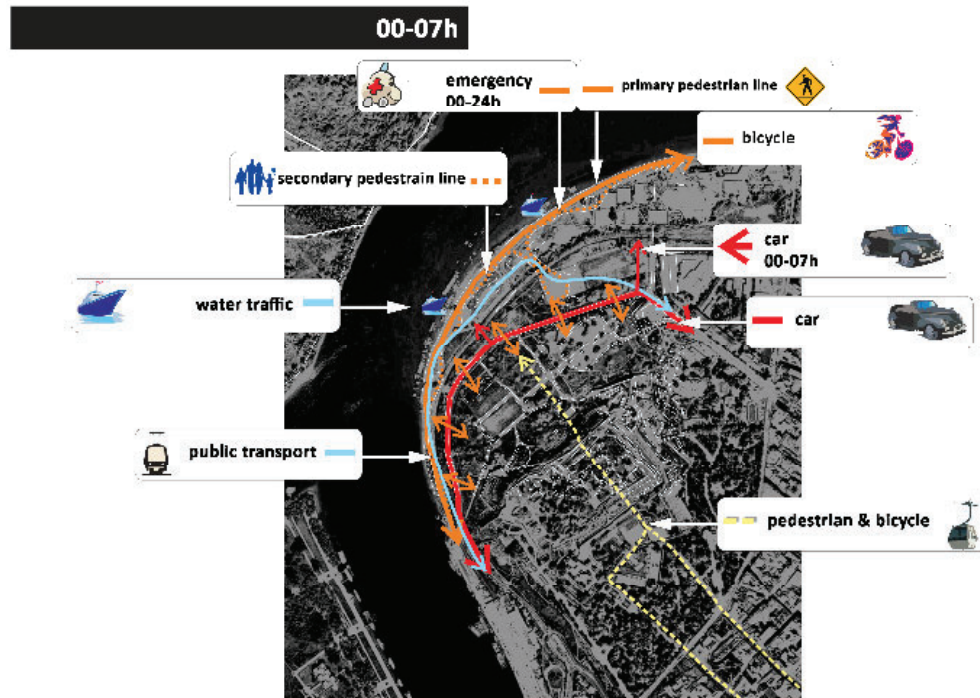 00-07h
emergency
00-24h
primary pedestrian line
bicycle
secondary pedestrain line
car
00-07h
water traffic
car
public transport
pedestrian & bicycle